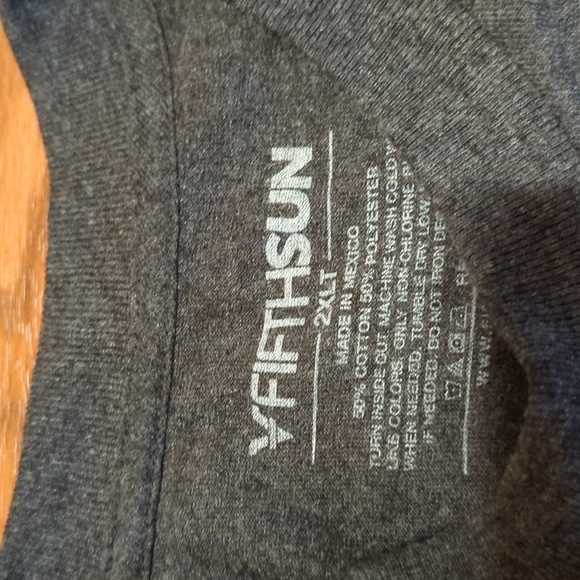 FIFTHSUN
2XLT
MADE IN MEXICO
50% COTTON 50% POLYESTER
TURN INSIDE OUT MACHINE WASH COLD
LIKE COLORS. ONLY NON-CHLORINE
WHEN NEEDED. TUMBLE DRY LOW.
IF NEEDED. DO NOT IRON
WWW.